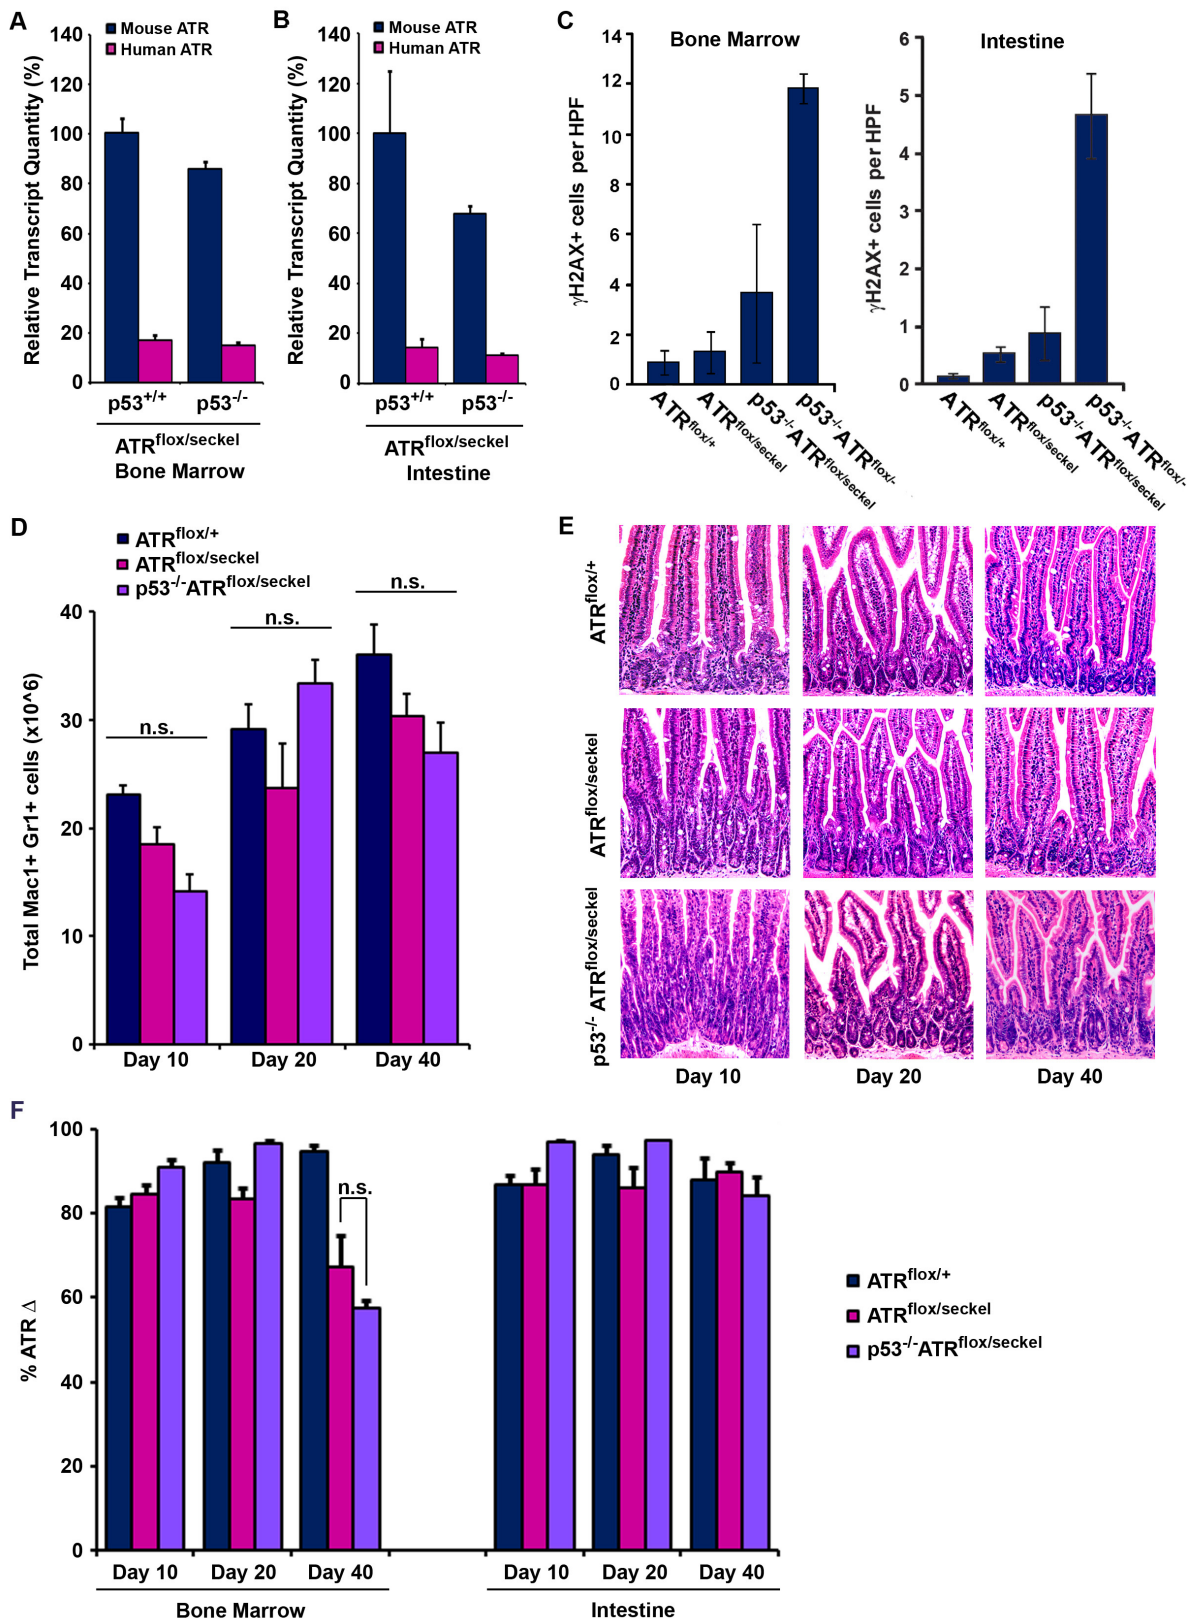 A
Relative Transcript Quantity (%)
Mouse ATR
Human ATR
140
120
100
80
60
40
20
0
p53+/+ p53-/-
ATRflox/seckel
Bone Marrow
B
Relative Transcript Quantity (%)
Mouse ATR
Human ATR
140
120
100
80
60
40
20
0
p53+/+ p53-/-
ATRflox/seckel
Intestine
C
γH2AX+ cells per HPF
Bone Marrow
14
12
10
8
6
4
2
0
ATRflox/+
ATRflox/seckel
p53-/-ATRflox/seckel
p53-/-ATRflox/-
γH2AX+ cells per HPF
Intestine
6
5
4
3
2
1
0
ATRflox/+
ATRflox/seckel
p53-/-ATRflox/seckel
p53-/-ATRflox/-
D
ATRflox/+
ATRflox/seckel
p53-/-ATRflox/seckel
Total Mac1+ Gr1+ cells (x10^6)
40
30
20
10
0
n.s.
n.s.
n.s.
Day 10 Day 20 Day 40
E
ATRflox/+
ATRflox/seckel
p53-/- ATRflox/seckel
Day 10 Day 20 Day 40
F
% ATR Δ
100
80
60
40
20
0
n.s.
Day 10 Day 20 Day 40 Day 10 Day 20 Day 40
Bone Marrow Intestine
ATRflox/+
ATRflox/seckel
p53-/-ATRflox/seckel